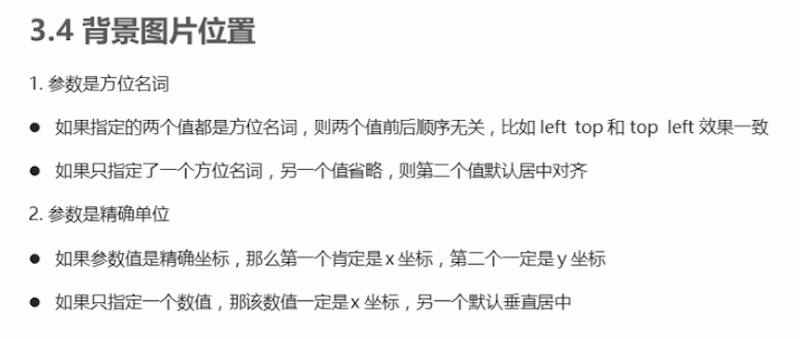 3.4 背景图片位置
1. 参数是方位名词
● 如果指定的两个值都是方位名词，则两个值前后顺序无关，比如 left top 和 top left 效果一致
● 如果只指定了一个方位名词，另一个值省略，则第二个值默认居中对齐
2. 参数是精确单位
● 如果参数值是精确坐标，那么第一个肯定是 x 坐标，第二个一定是 y 坐标
● 如果只指定一个数值，那该数值一定是 x 坐标，另一个默认垂直居中